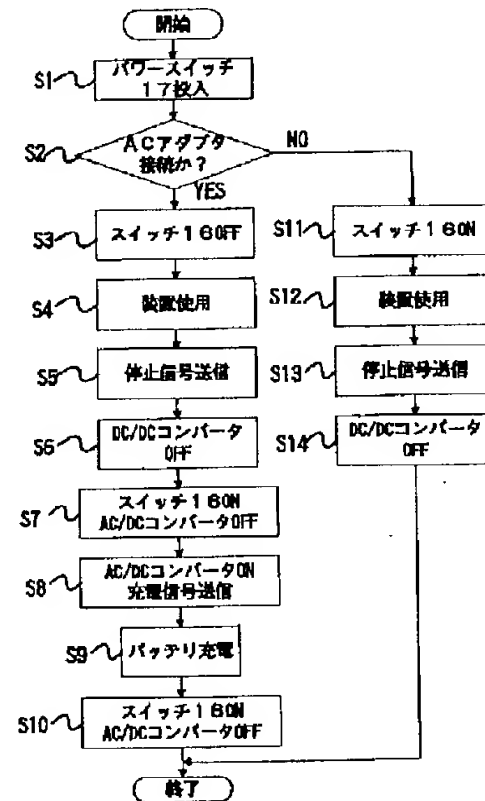 開始
S1
パワースイッチ
17投入
S2
ACアダプタ
接続か？
NO
YES
S3
スイッチ16OFF
S11
スイッチ16ON
S4
装置使用
S12
装置使用
S5
停止信号送信
S13
停止信号送信
S6
DC/DCコンバータ
OFF
S14
DC/DCコンバータ
OFF
S7
スイッチ16ON
AC/DCコンバータOFF
S8
AC/DCコンバータON
充電信号送信
S9
バッテリ充電
S10
スイッチ16ON
AC/DCコンバータOFF
終了